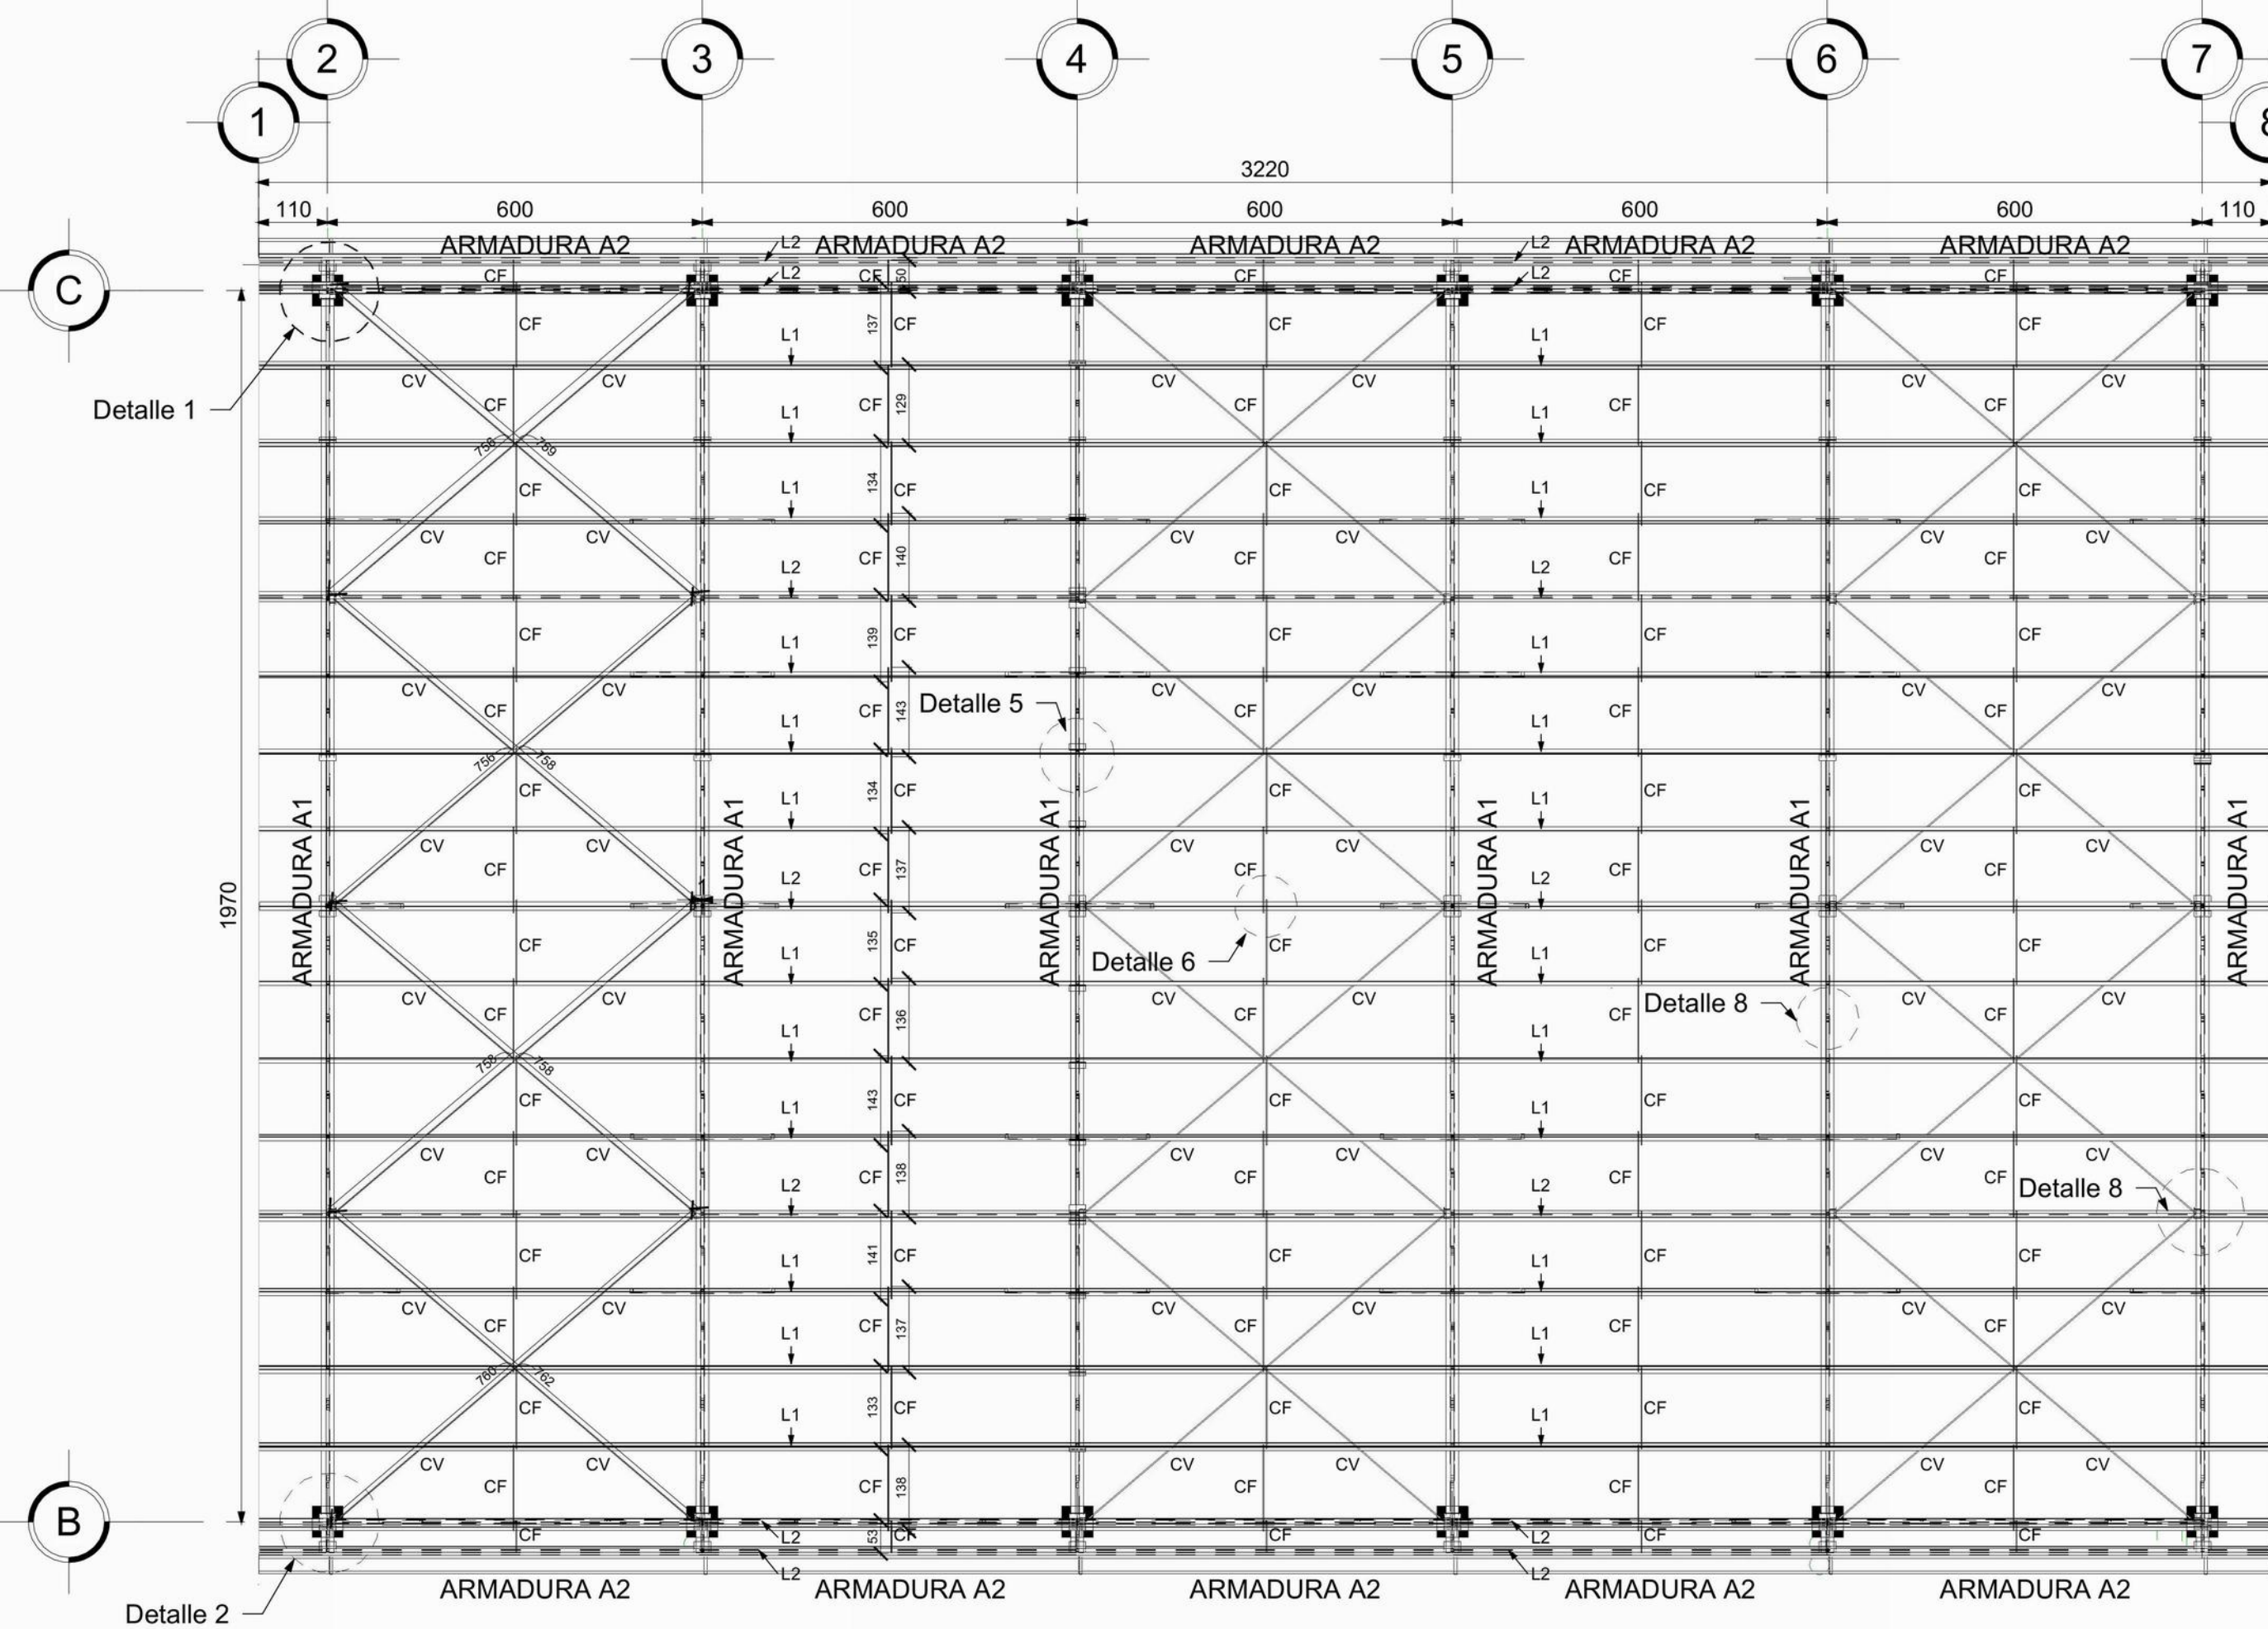 2 3 4 5 6 7
1 8
3220
110 600 600 600 600 600 110
ARMADURA A2 ARMADURA A2 ARMADURA A2 ARMADURA A2 ARMADURA A2
L2 L2
CF L2 CF 50 CF CF L2 CF
C
CF 137 CF CF CF CF
L1 L1
Detalle 1
CV CV CV CV CV CV
CF L1 CF 129 CF L1 CF CF
758 759
CF L1 134 CF CF L1 CF CF
CV CV CV CV CV CV
CF L2 CF 140 CF L2 CF CF
CF L1 139 CF CF L1 CF CF
CV CV CV CV CV CV
Detalle 5
CF L1 CF 143 CF L1 CF CF
756 758
CF L1 134 CF CF L1 CF CF
ARMADURA A1 ARMADURA A1 ARMADURA A1 ARMADURA A1 ARMADURA A1 ARMADURA A1
CV CV CV CV CV CV
CF L2 CF 137 CF L2 CF CF
1970
CF L1 135 CF CF L1 CF CF
Detalle 6
CV CV CV CV CV CV
Detalle 8
CF L1 CF 136 CF L1 CF CF
758 758
CF L1 143 CF CF L1 CF CF
CV CV CV CV CV CV
CF L2 CF 138 CF L2 CF CF
Detalle 8
CF L1 141 CF CF L1 CF CF
CV CV CV CV CV CV
CF L1 CF 137 CF L1 CF CF
760 762
CF L1 133 CF CF L1 CF CF
CV CV CV CV CV CV
CF CF 138 CF CF CF
B
CF L2 53 CF CF L2 CF CF
L2 L2
ARMADURA A2 ARMADURA A2 ARMADURA A2 ARMADURA A2 ARMADURA A2
Detalle 2